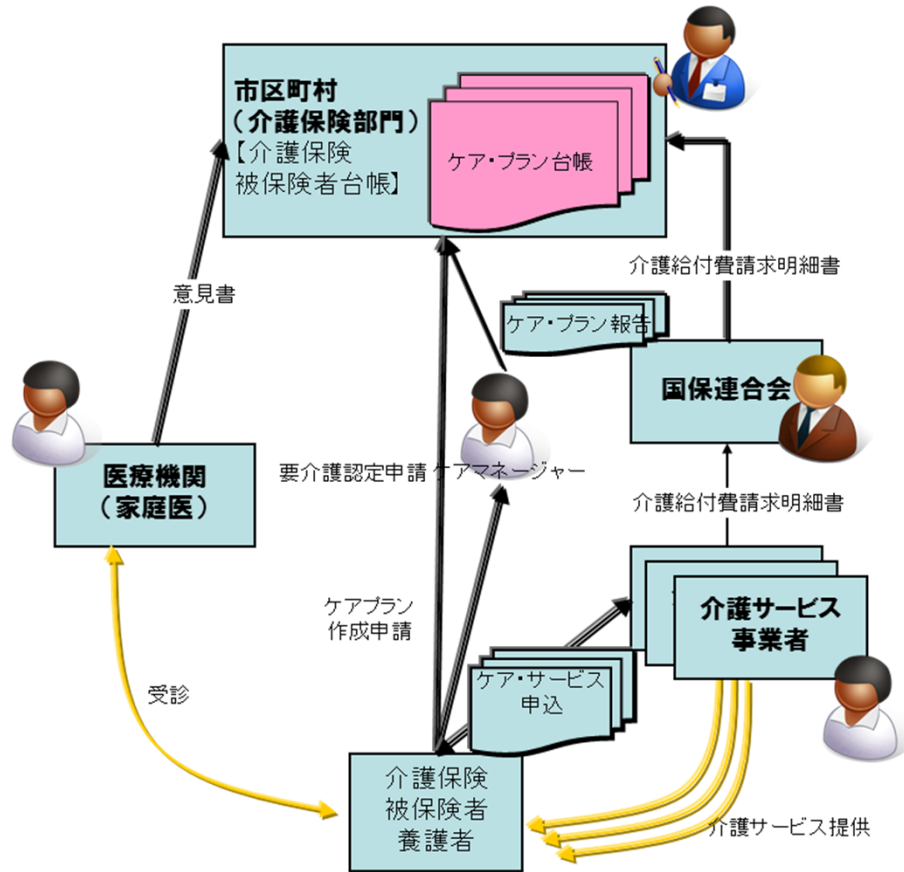 市区町村
（介護保険部門）
【介護保険
被保険者台帳】
ケア・プラン台帳
介護給付費請求明細書
意見書
ケア・プラン報告
国保連合会
医療機関
（家庭医）
要介護認定申請
ケアマネージャー
介護給付費請求明細書
ケアプラン
作成申請
介護サービス
事業者
ケア・サービス
申込
受診
介護保険
被保険者
養護者
介護サービス提供